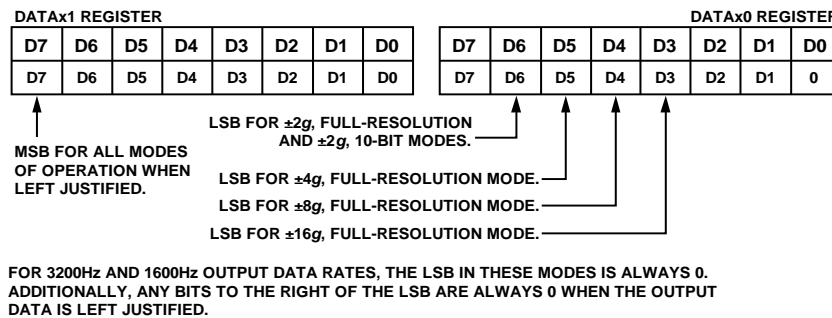 DATAx1 REGISTER DATAx0 REGISTER
D7 D6 D5 D4 D3 D2 D1 D0 D7 D6 D5 D4 D3 D2 D1 D0
D7 D6 D5 D4 D3 D2 D1 D0 D7 D6 D5 D4 D3 D2 D1 0
MSB FOR ALL MODES
OF OPERATION WHEN
LEFT JUSTIFIED.
LSB FOR ±2g, FULL-RESOLUTION
AND ±2g, 10-BIT MODES.
LSB FOR ±4g, FULL-RESOLUTION MODE.
LSB FOR ±8g, FULL-RESOLUTION MODE.
LSB FOR ±16g, FULL-RESOLUTION MODE.
FOR 3200Hz AND 1600Hz OUTPUT DATA RATES, THE LSB IN THESE MODES IS ALWAYS 0.
ADDITIONALLY, ANY BITS TO THE RIGHT OF THE LSB ARE ALWAYS 0 WHEN THE OUTPUT
DATA IS LEFT JUSTIFIED.